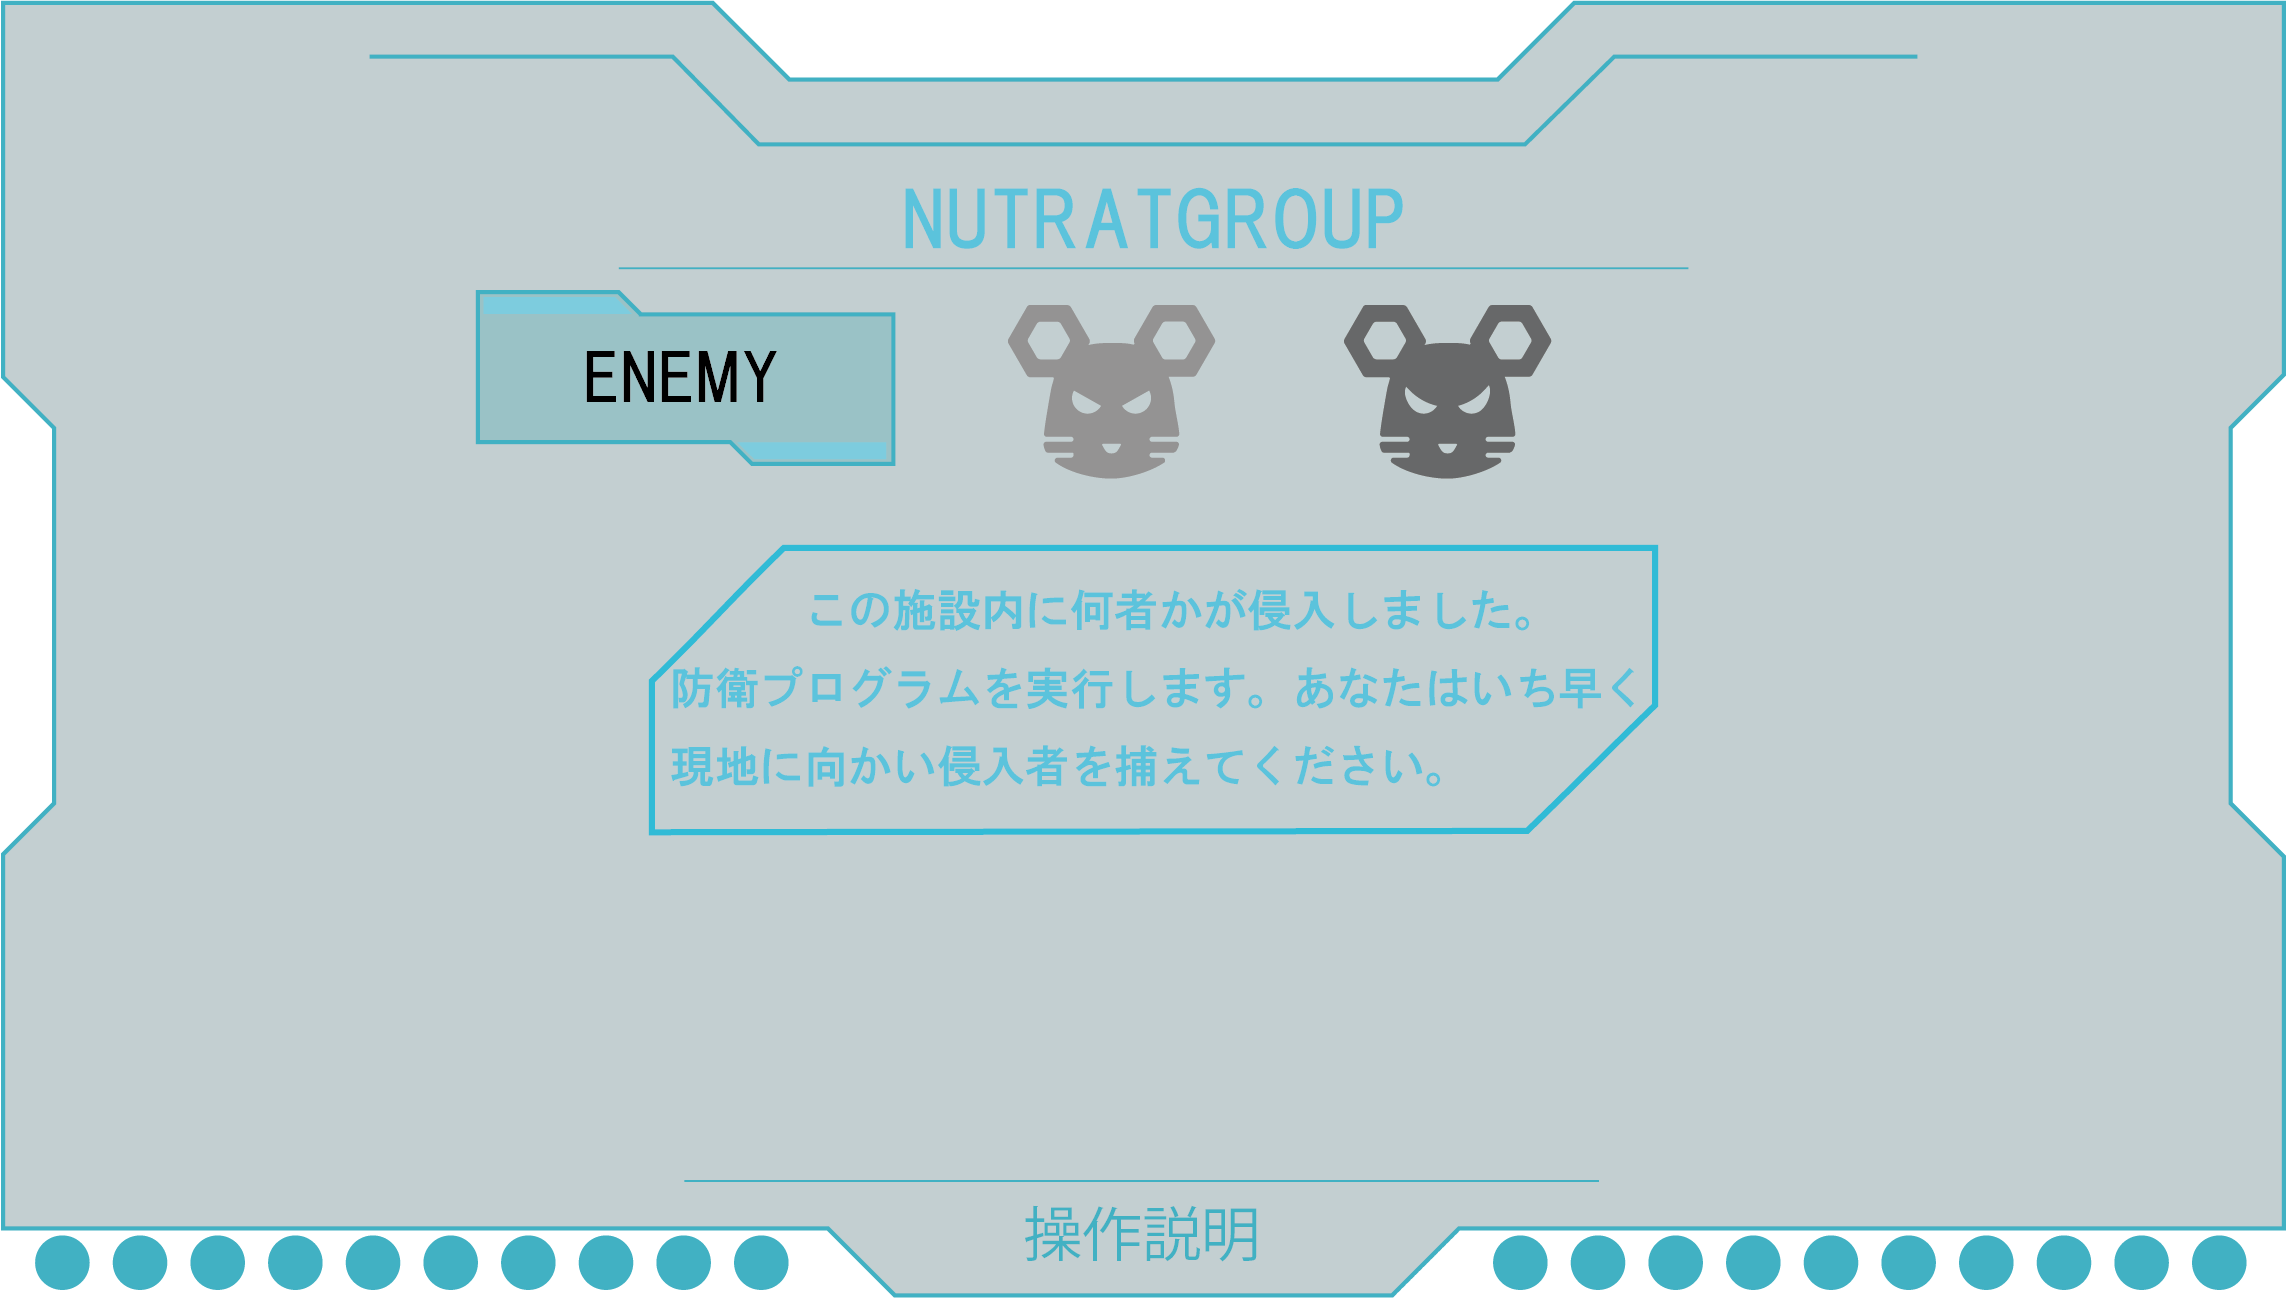 NUTRATGROUP
ENEMY
この施設内に何者かが侵入しました。
防衛プログラムを実行します。あなたはいち早く
現地に向かい侵入者を捕えてください。
操作説明